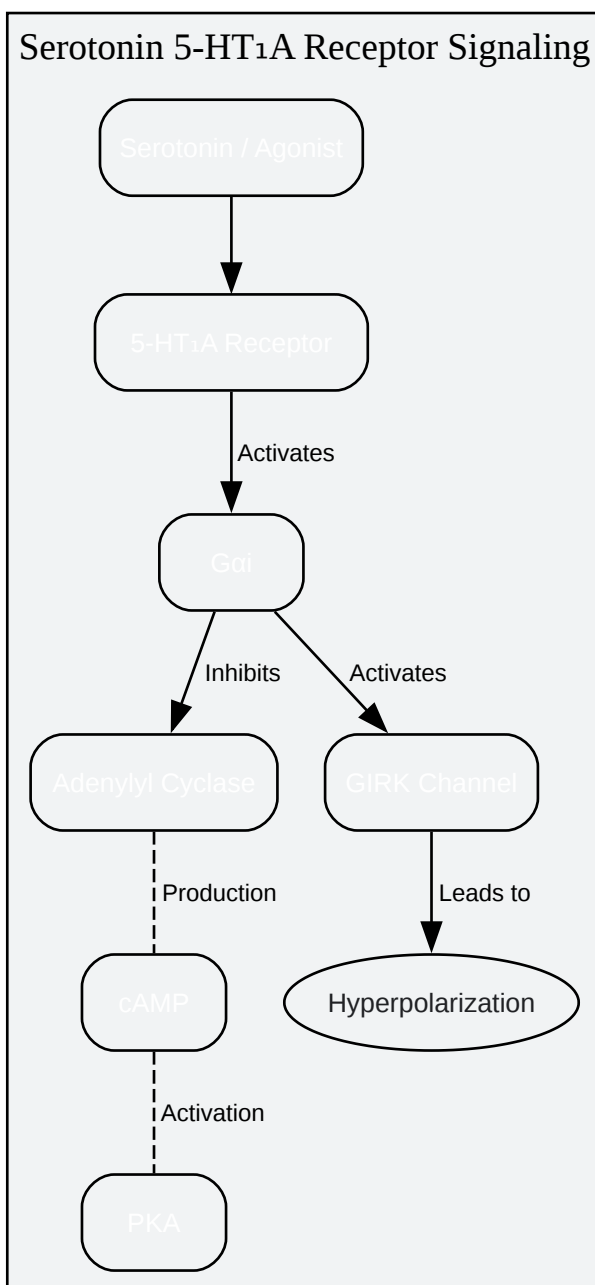 Serotonin 5-HT₁A Receptor Signaling
Serotonin / Agonist
5-HT₁A Receptor
Activates
Gαi
Inhibits
Activates
Adenylyl Cyclase
GIRK Channel
Production
Leads to
cAMP
Hyperpolarization
Activation
PKA